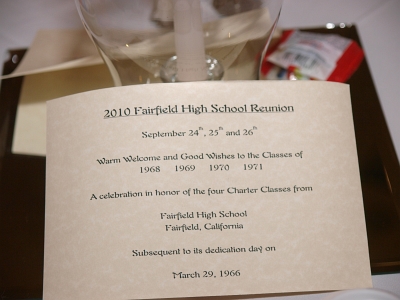 2010 Fairfield High School Reunion
September 24th, 25th and 26th
Warm Welcome and Good Wishes to the Classes of
1968 1969 1970 1971
A celebration in honor of the four Charter Classes from
Fairfield High School
Fairfield, California
Subsequent to its dedication day on
March 29, 1966